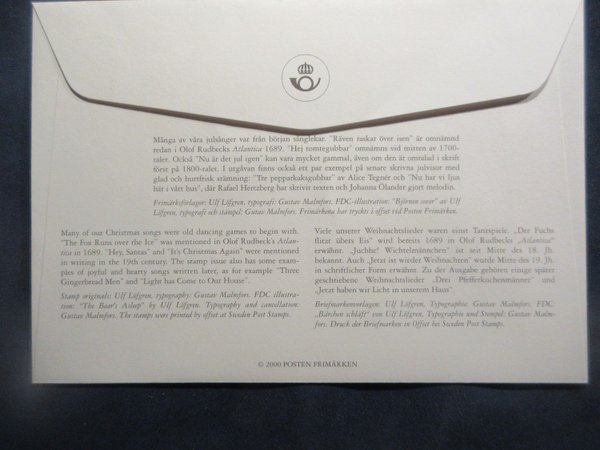 Många av våra julsånger var från början sånglekar. "Räven raskar över isen" är omnämnd
redan i Olof Rudbecks Atlantica 1689. "Hej tomtegubbar" omnämns vid mitten av 1700-
talet. Också "Nu är det jul igen" kan vara mycket gammal, även om den är omtalad i skrift
först på 1800-talet. I utgåvan finns också ett par exempel på senare skrivna julvisor med
glad och hurtfrisk stämning: "Tre pepparkaksgubbar" av Alice Tegnér och "Nu har vi ljus
här i vårt hus", där Rafael Hertzberg har skrivit texten och Johanna Ölander gjort melodin.
Frimärksförlagor: Ulf Löfgren, typografi: Gustav Malmfors. FDC-illustration: "Björnen sover" av Ulf
Löfgren, typografi och stämpel: Gustav Malmfors. Frimärkena har tryckts i offset vid Posten Frimärken.
Many of our Christmas songs were old dancing games to begin with.
"The Fox Runs over the Ice" was mentioned in Olof Rudbeck's Atlan-
tica in 1689. "Hey, Santas" and "It's Christmas Again" were mentioned
in writing in the 19th century. The stamp issue also has some exam-
ples of joyful and hearty songs written later, as for example "Three
Gingerbread Men" and "Light has Come to Our House".
Stamp originals: Ulf Löfgren, typography: Gustav Malmfors. FDC illustra-
tion: "The Bear's Asleep" by Ulf Löfgren. Typography and cancellation:
Gustav Malmfors. The stamps were printed by offset at Sweden Post Stamps.
Viele unserer Weihnachtslieder waren einst Tanzspiele. „Der Fuchs
flitzt übers Eis" wird bereits 1689 in Olof Rudbecks „Atlantica"
erwähnt. „Juchhe! Wichtelmännchen" ist seit Mitte des 18. Jh.
bekannt. Auch „Jetzt ist wieder Weihnachten" wurde Mitte des 19. Jh.
in schriftlicher Form erwähnt. Zu der Ausgabe gehören einige später
geschriebene Weihnachtslieder „Drei Pfefferkuchenmänner" und
„Jetzt haben wir Licht in unserem Haus".
Briefmarkenvorlagen: Ulf Löfgren, Typographie: Gustav Malmfors, FDC:
„Bärchen schläft" von Ulf Löfgren, Typographie und Stempel: Gustav Malm-
fors. Druck der Briefmarken in Offset bei Sweden Post Stamps.
© 2000 POSTEN FRIMÄRKEN